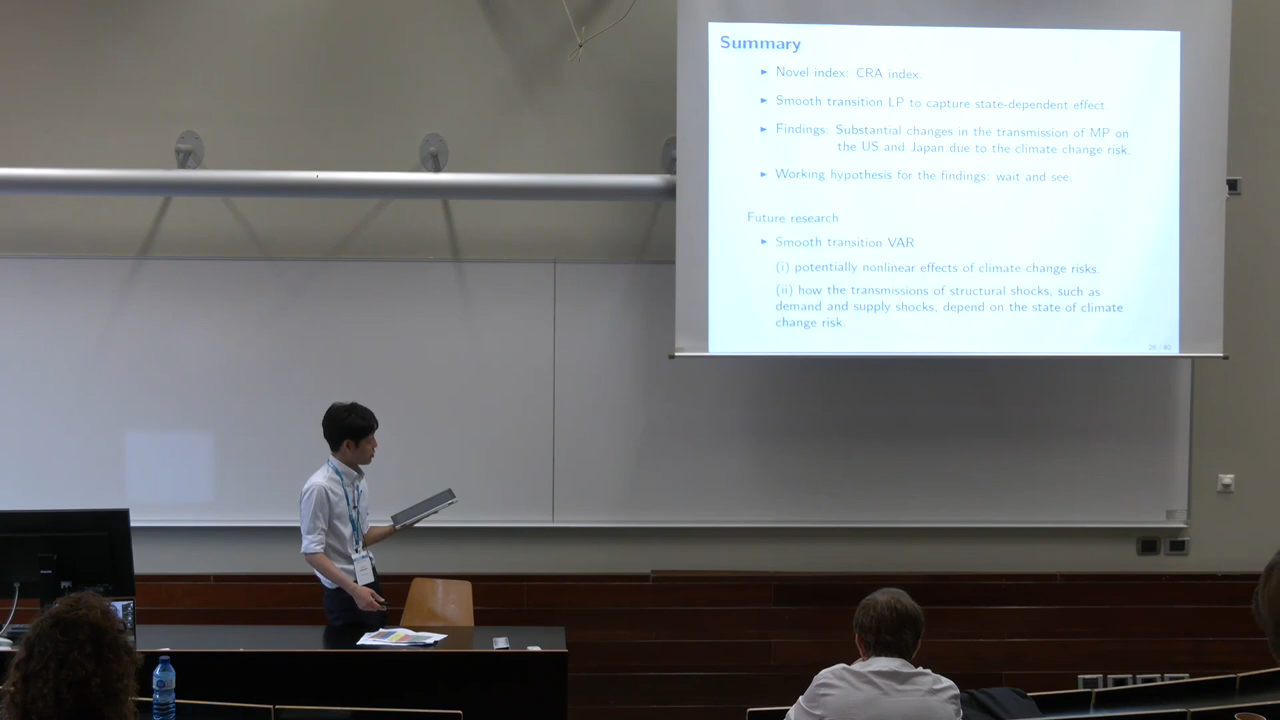 Summary
► Novel index: CRA index.
► Smooth transition LP to capture state-dependent effect.
► Findings: Substantial changes in the transmission of MP on
the US and Japan due to the climate change risk.
► Working hypothesis for the findings: wait and see.
Future research
► Smooth transition VAR
(i) potentially nonlinear effects of climate change risks.
(ii) how the transmissions of structural shocks, such as
demand and supply shocks, depend on the state of climate
change risk.